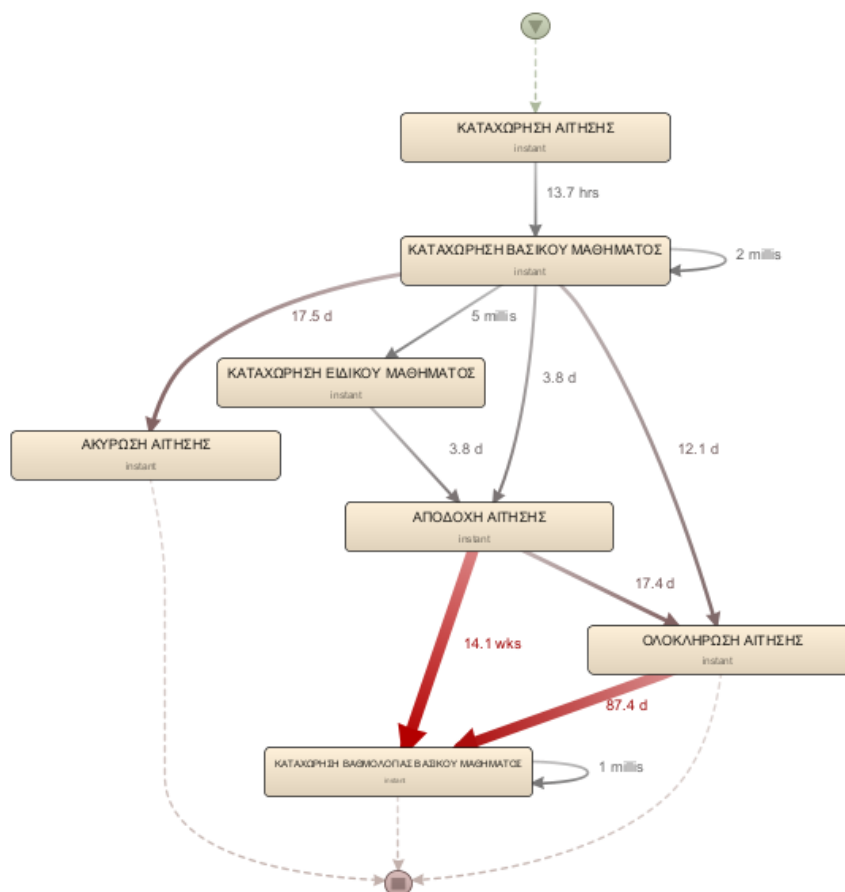 ΚΑΤΑΧΩΡΗΣΗ ΑΙΤΗΣΗΣ
instant
13.7 hrs
ΚΑΤΑΧΩΡΗΣΗ ΒΑΣΙΚΟΥ ΜΑΘΗΜΑΤΟΣ
instant
2 millis
17.5 d
5 millis
ΚΑΤΑΧΩΡΗΣΗ ΕΙΔΙΚΟΥ ΜΑΘΗΜΑΤΟΣ
instant
3.8 d
ΑΚΥΡΩΣΗ ΑΙΤΗΣΗΣ
instant
3.8 d
12.1 d
ΑΠΟΔΟΧΗ ΑΙΤΗΣΗΣ
instant
17.4 d
14.1 wks
ΟΛΟΚΛΗΡΩΣΗ ΑΙΤΗΣΗΣ
instant
87.4 d
ΚΑΤΑΧΩΡΗΣΗ ΒΑΘΜΟΛΟΓΙΑΣ ΒΑΣΙΚΟΥ ΜΑΘΗΜΑΤΟΣ
instant
1 millis